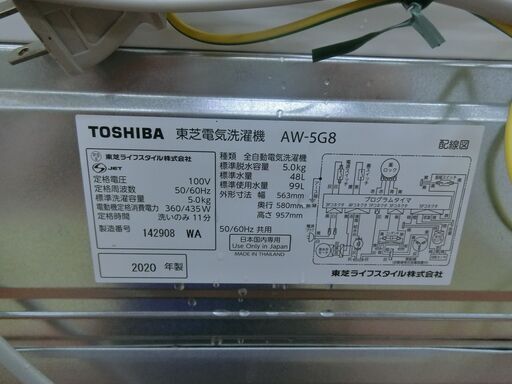 TOSHIBA 東芝電気洗濯機 AW-5G8
配線図
東芝ライフスタイル株式会社
JET
定格電圧 100V
定格周波数 50/60Hz
標準洗濯容量 5.0kg
電動機定格消費電力 360/435W
定格時間 洗いのみ 11分
製造番号 142908 WA
2020 年製
種類 全自動電気洗濯機
標準脱水容量 5.0kg
標準水量 48L
標準使用水量 99L
外形寸法 幅 563mm
奥行 580mm
高さ 957mm
50/60Hz 共用
日本国内専用
Use Only in Japan
MADE IN THAILAND
プログラムタイマ
東芝ライフスタイル株式会社